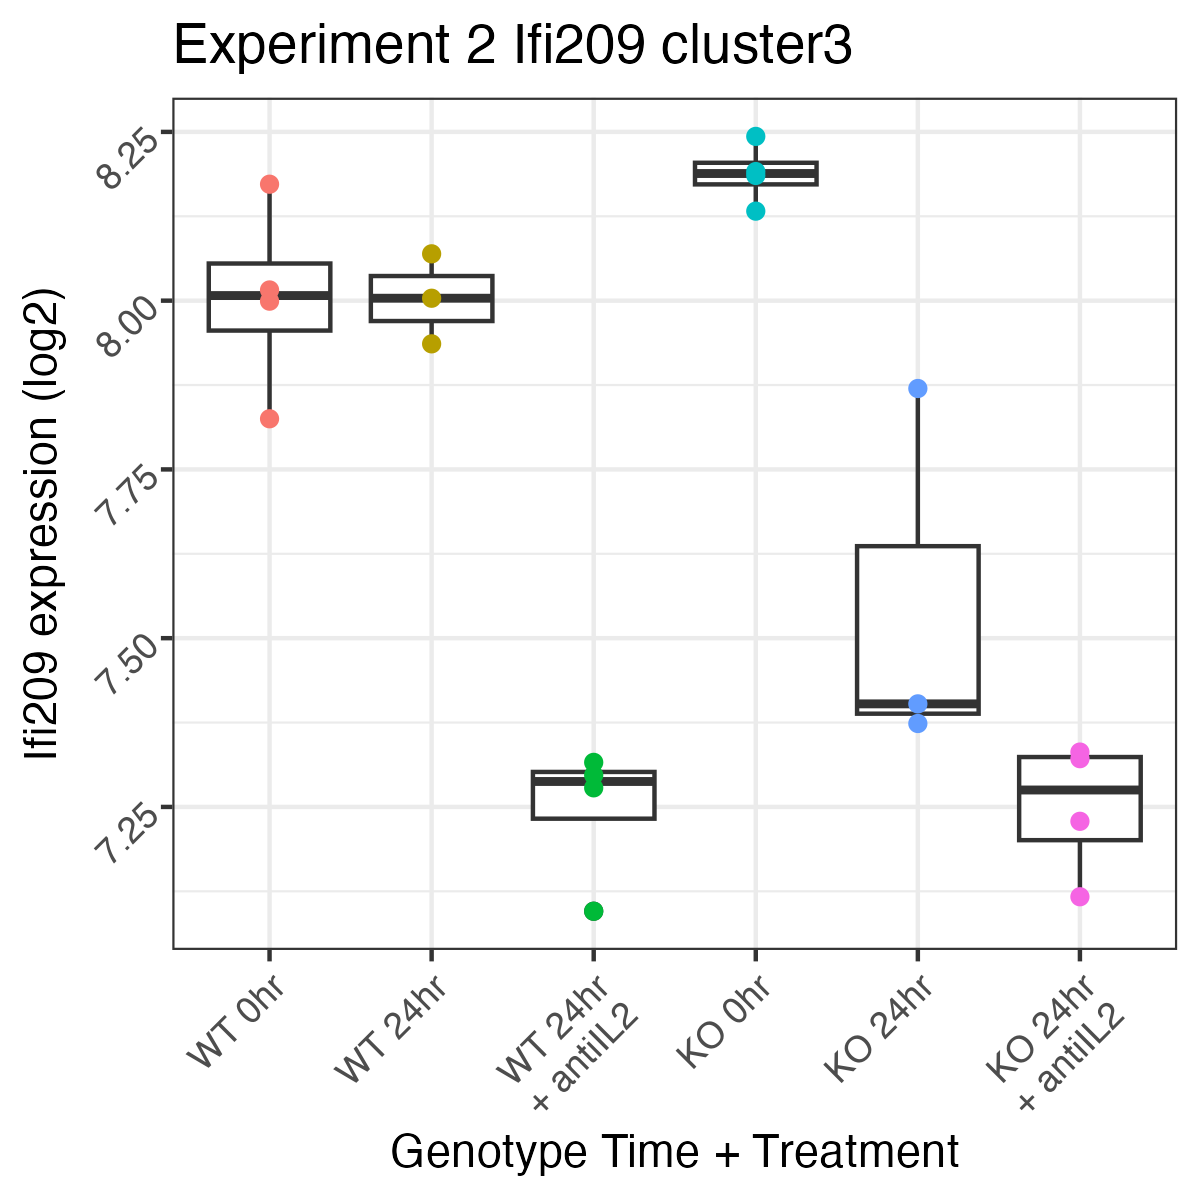 Experiment 2 Ifi209 cluster3
Ifi209 expression (log2)
8.25
8.00
7.75
7.50
7.25
WT 0hr
WT 24hr
WT 24hr
+ antiIL2
KO 0hr
KO 24hr
KO 24hr
+ antiIL2
Genotype Time + Treatment